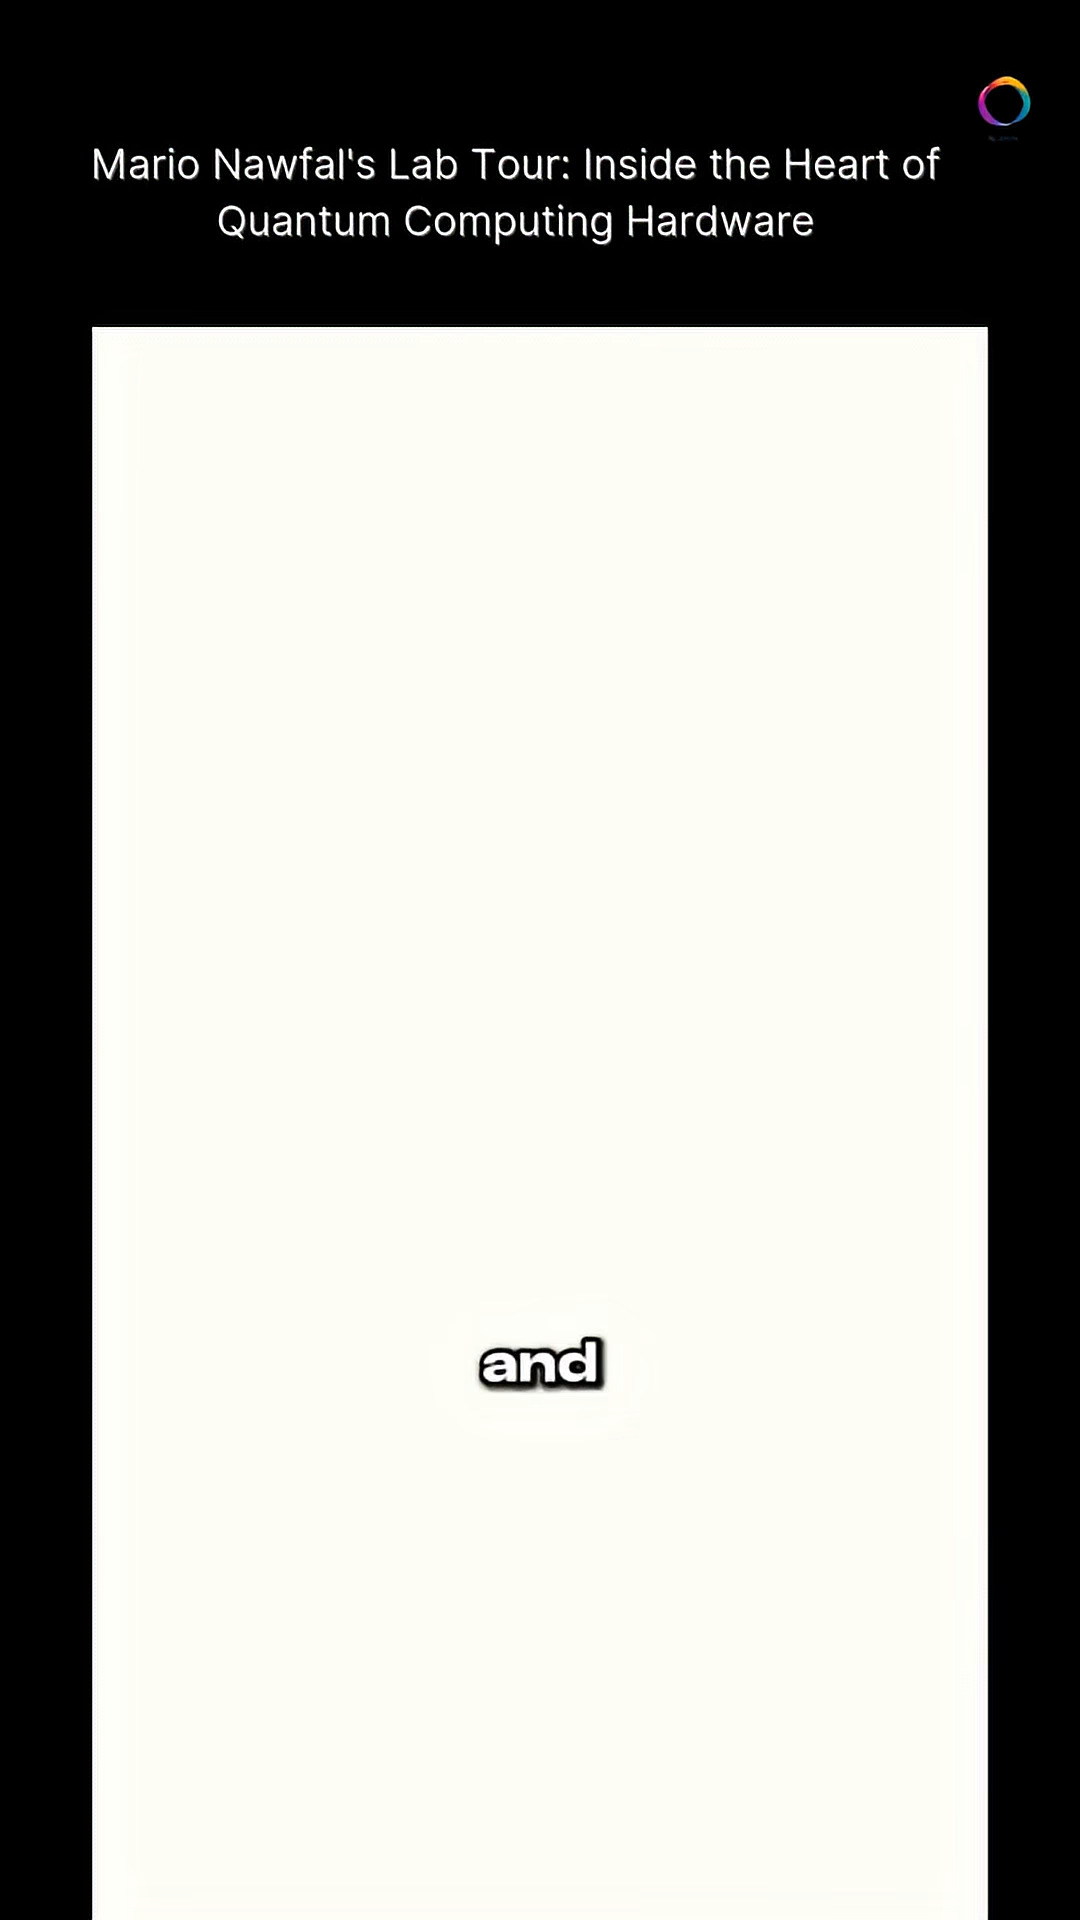 Mario Nawfal's Lab Tour: Inside the Heart of
Quantum Computing Hardware
and